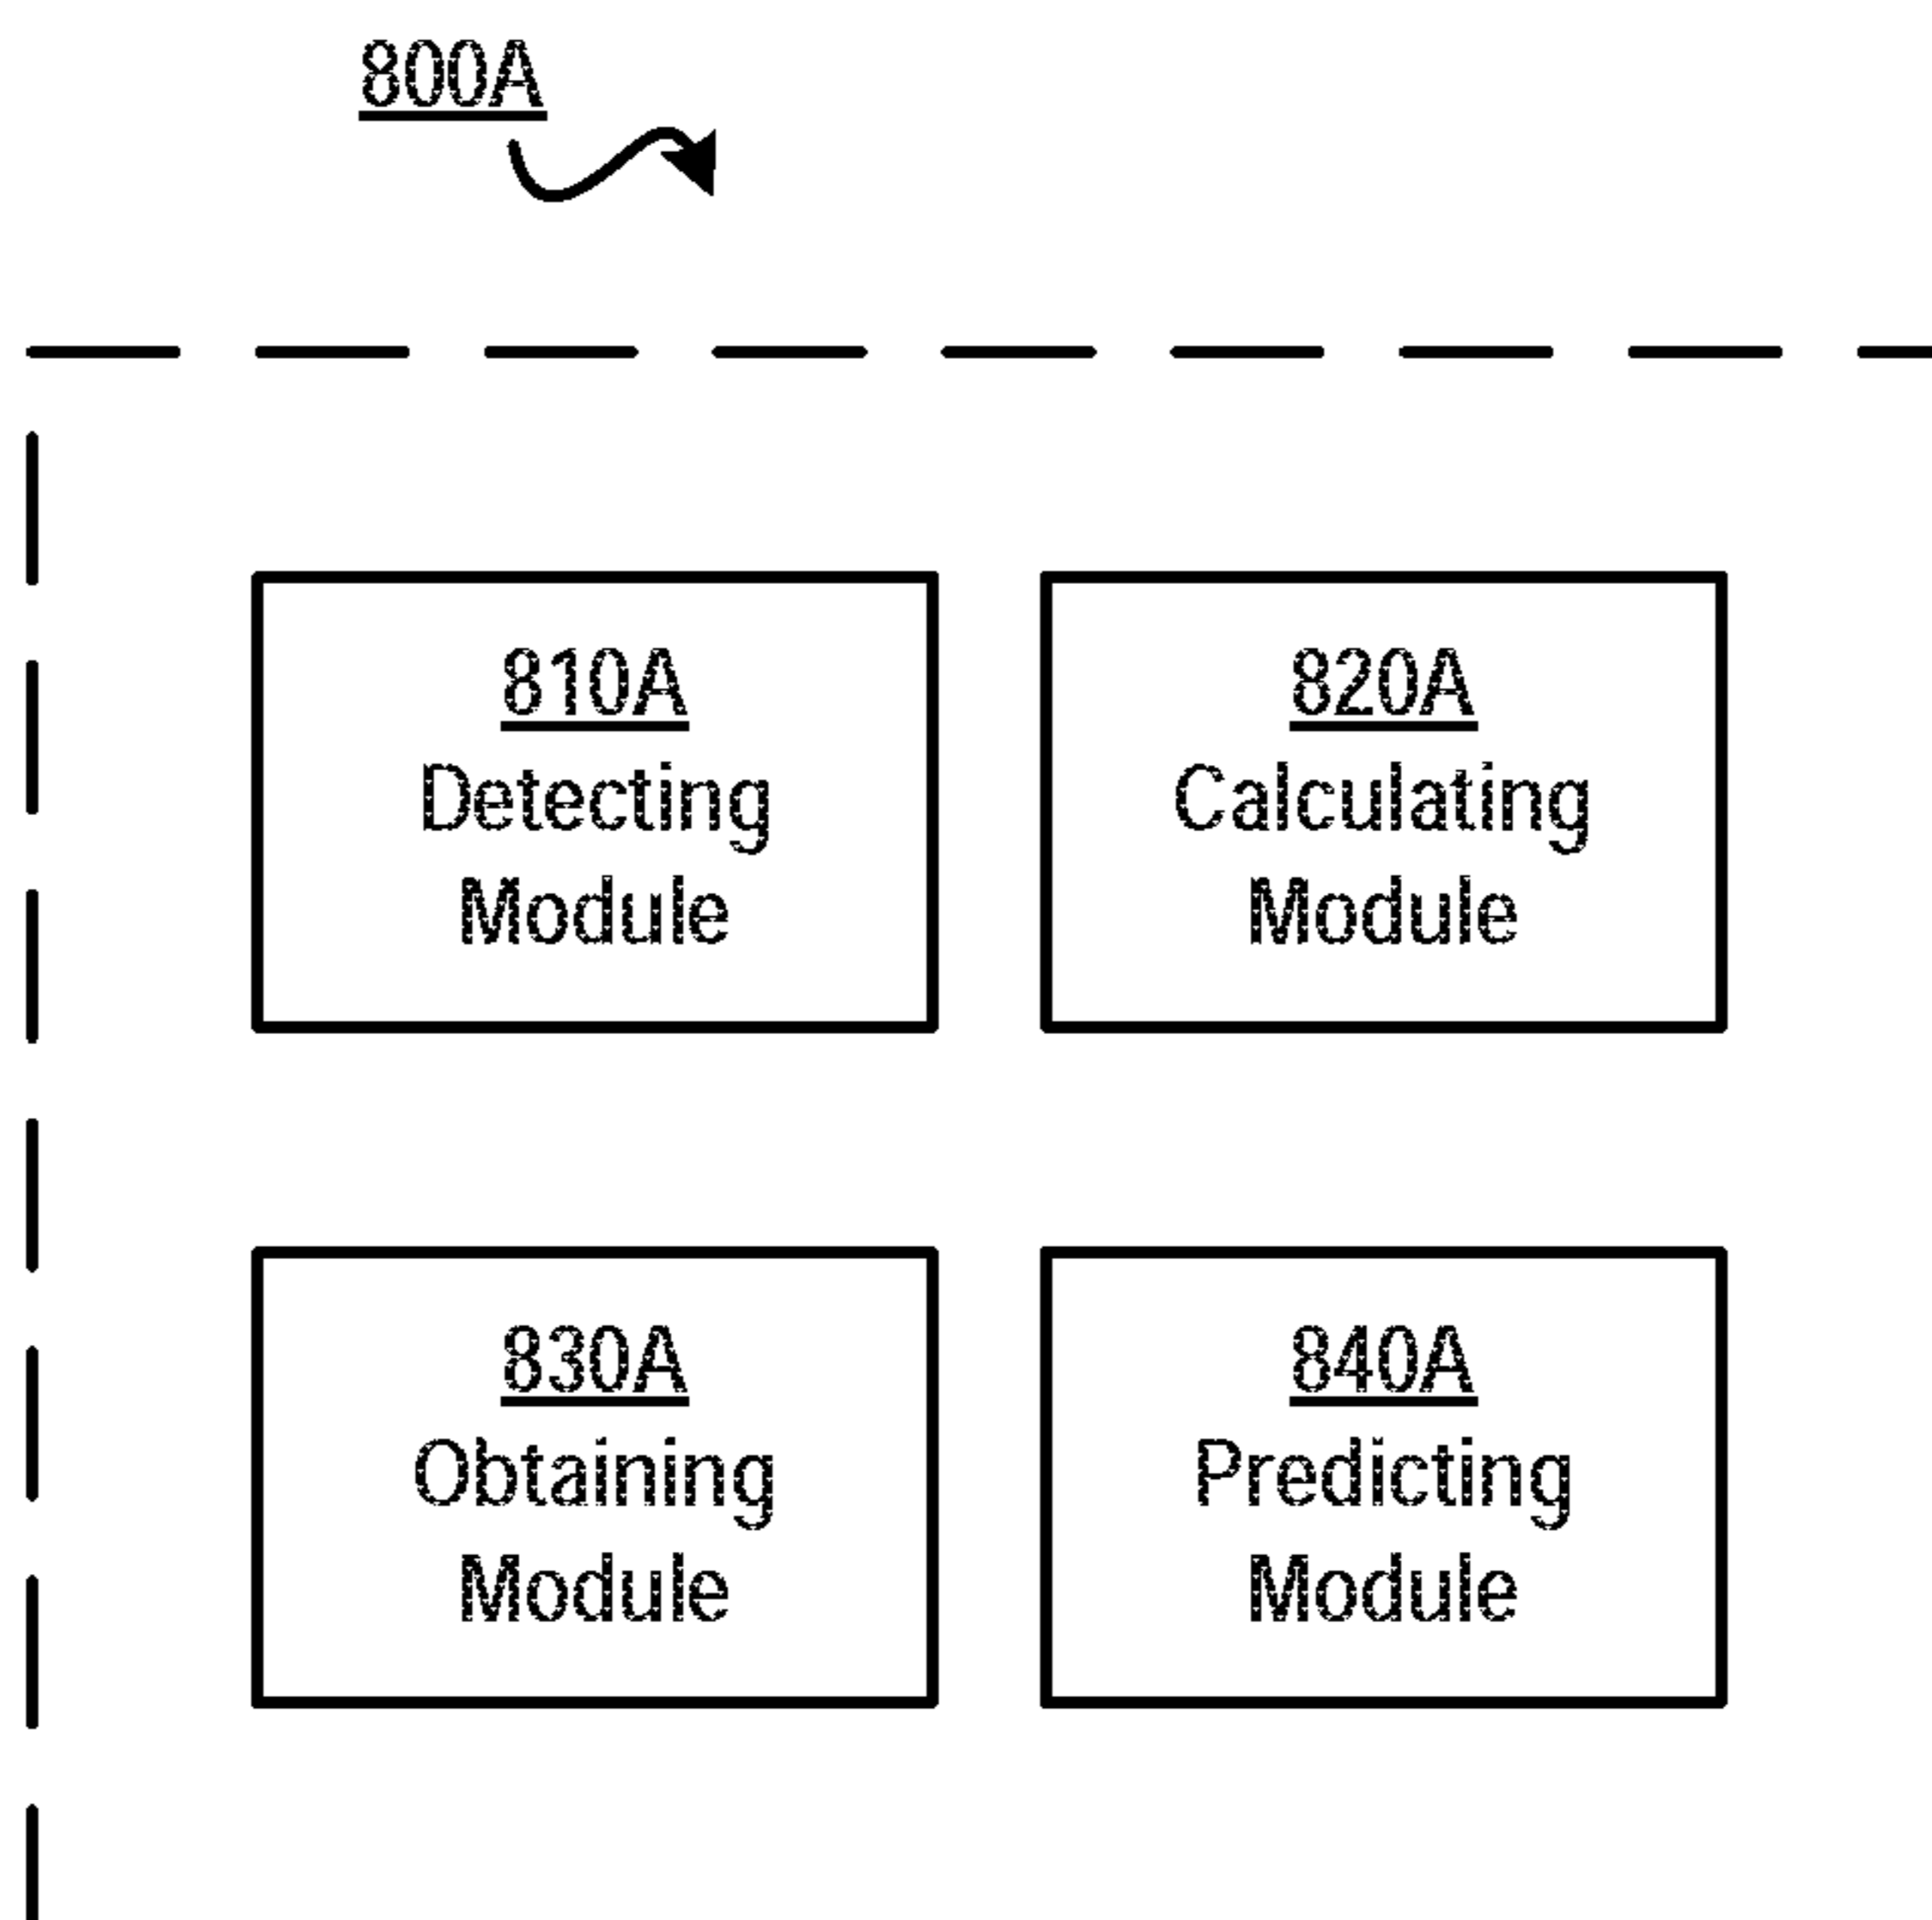 800A
810A
Detecting
Module
820A
Calculating
Module
830A
Obtaining
Module
840A
Predicting
Module